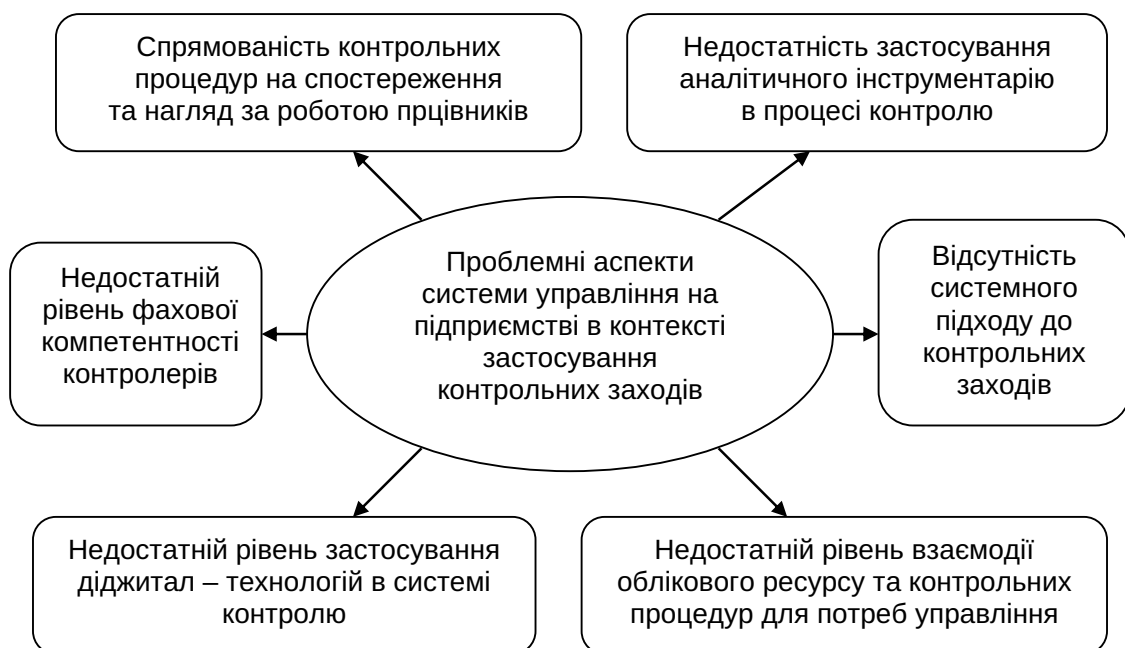 Спрямованість контрольних
процедур на спостереження
та нагляд за роботою прцівників
Недостатність застосування
аналітичного інструментарію
в процесі контролю
Недостатній
рівень фахової
компетентності
контролерів
Проблемні аспекти
системи управління на
підприємстві в контексті
застосування
контрольних заходів
Відсутність
системного
підходу до
контрольних
заходів
Недостатній рівень застосування
діджитал – технологій в системі
контролю
Недостатній рівень взаємодії
облікового ресурсу та контрольних
процедур для потреб управління